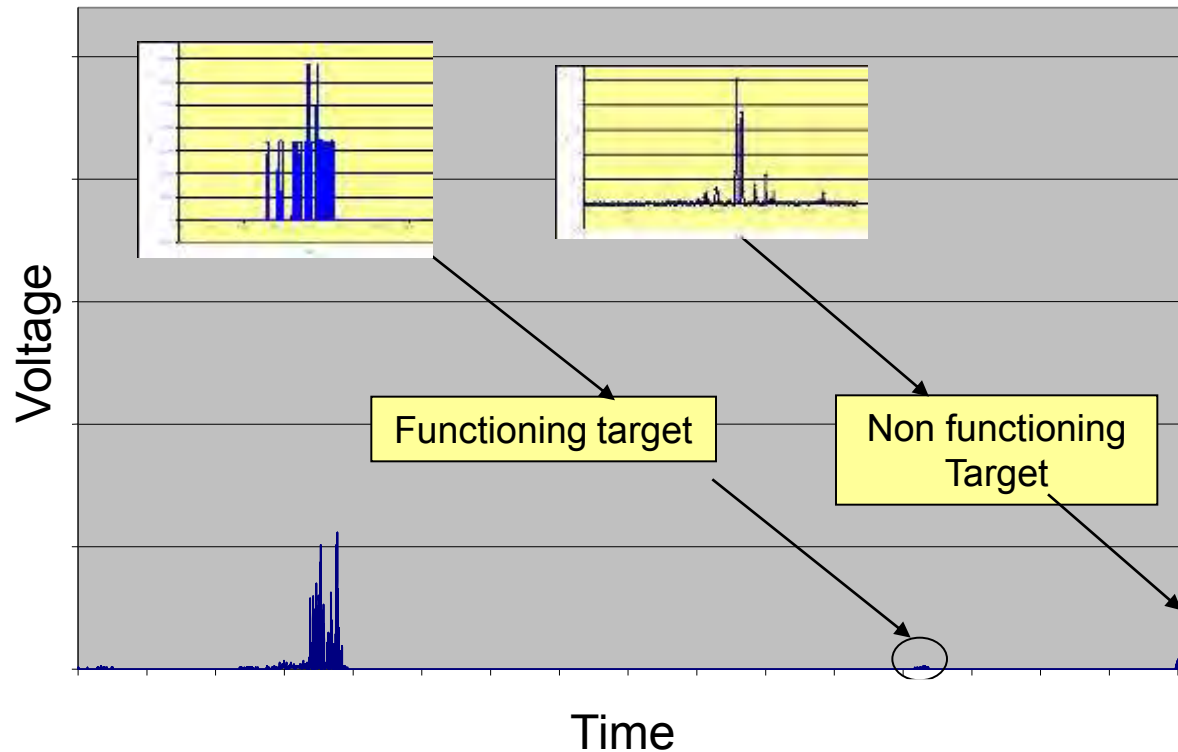 Voltage
Functioning target
Non functioning
Target
Time